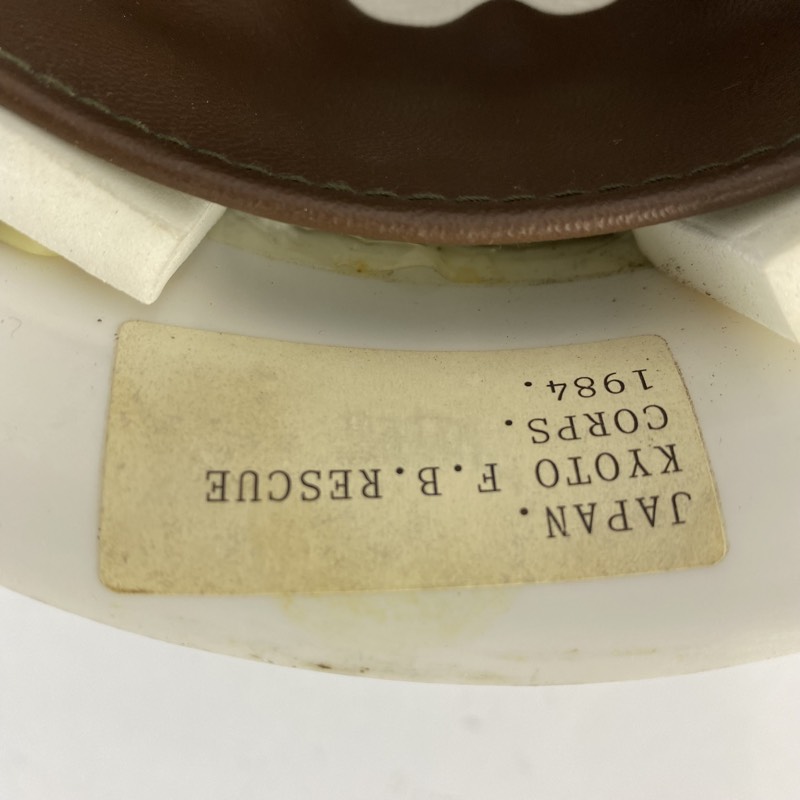 JAPAN.
KYOTO F.B.RESCUE
CORPS.
1984.